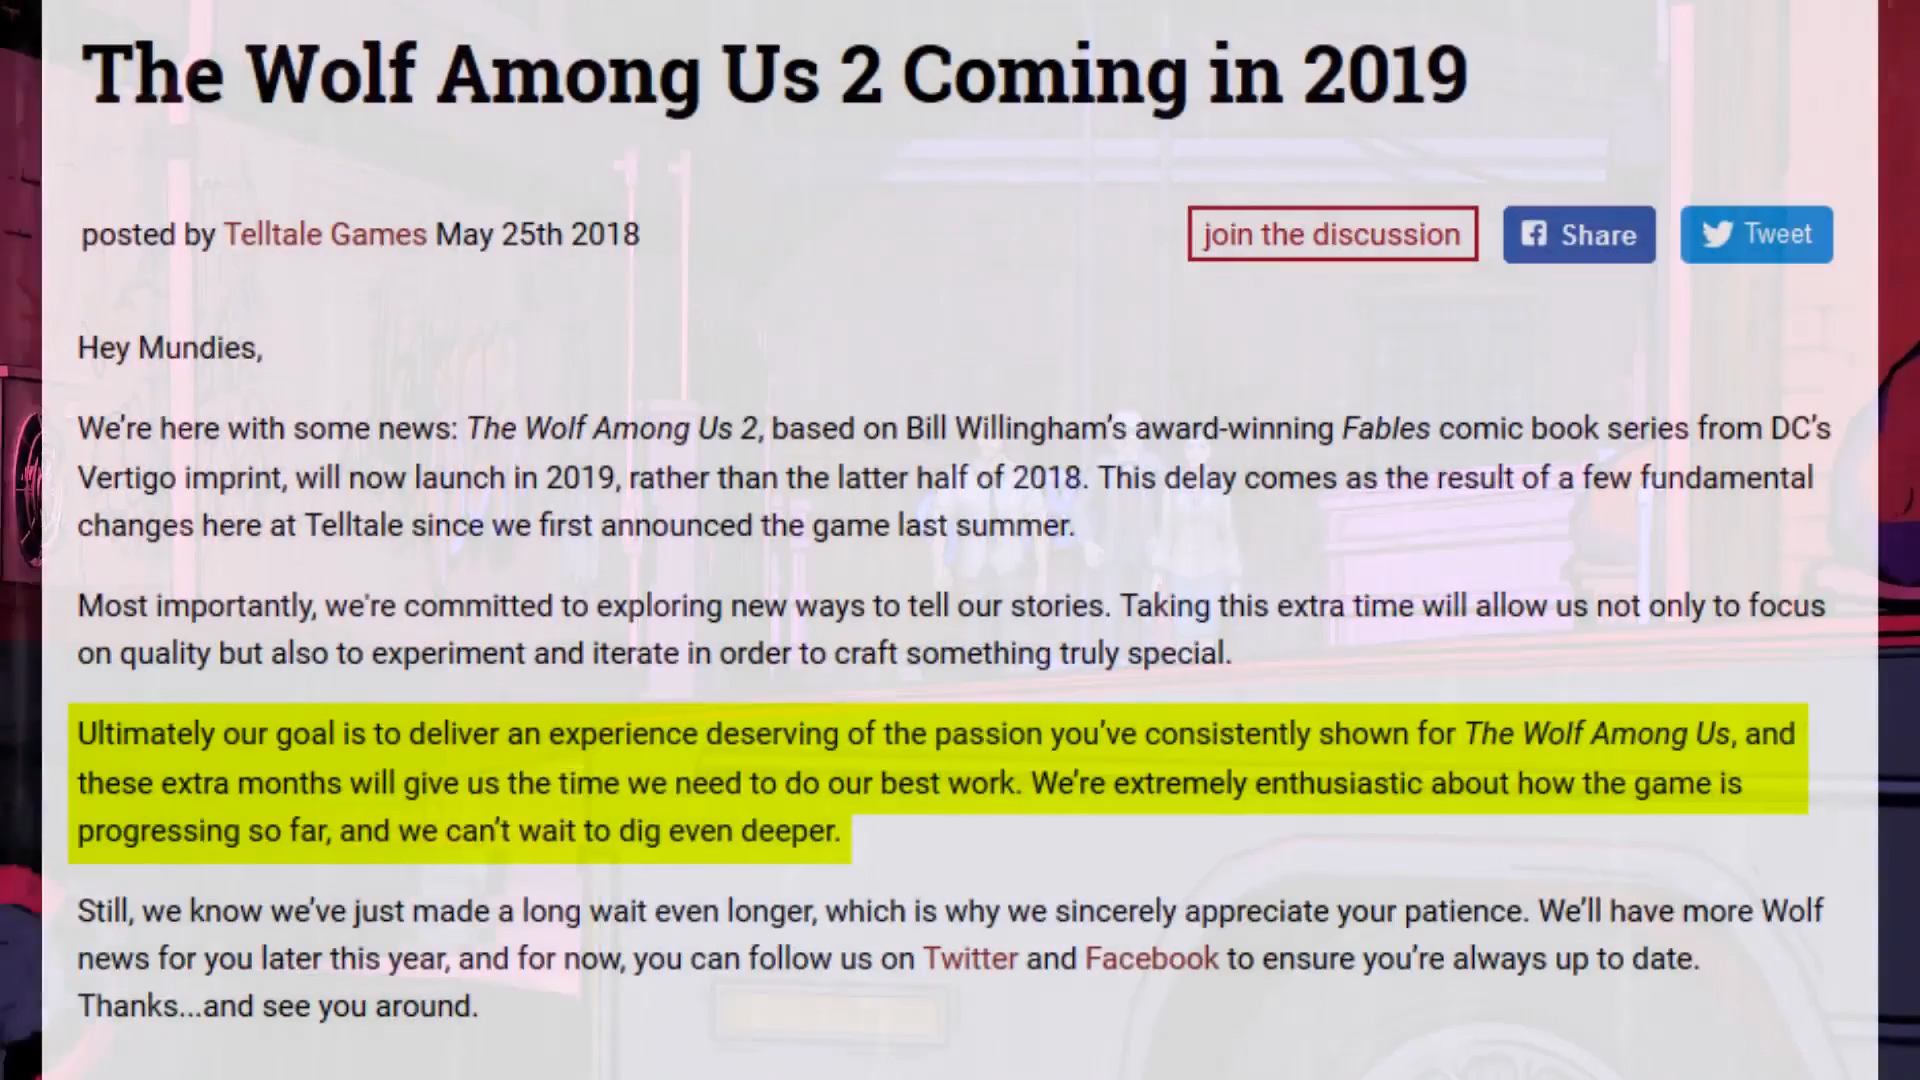 The Wolf Among Us 2 Coming in 2019
posted by Telltale Games May 25th 2018
join the discussion
Share
Tweet
Hey Mundies,
We’re here with some news: The Wolf Among Us 2, based on Bill Willingham’s award-winning Fables comic book series from DC’s
Vertigo imprint, will now launch in 2019, rather than the latter half of 2018. This delay comes as the result of a few fundamental
changes here at Telltale since we first announced the game last summer.
Most importantly, we're committed to exploring new ways to tell our stories. Taking this extra time will allow us not only to focus
on quality but also to experiment and iterate in order to craft something truly special.
Ultimately our goal is to deliver an experience deserving of the passion you’ve consistently shown for The Wolf Among Us, and
these extra months will give us the time we need to do our best work. We’re extremely enthusiastic about how the game is
progressing so far, and we can’t wait to dig even deeper.
Still, we know we’ve just made a long wait even longer, which is why we sincerely appreciate your patience. We’ll have more Wolf
news for you later this year, and for now, you can follow us on Twitter and Facebook to ensure you’re always up to date.
Thanks...and see you around.